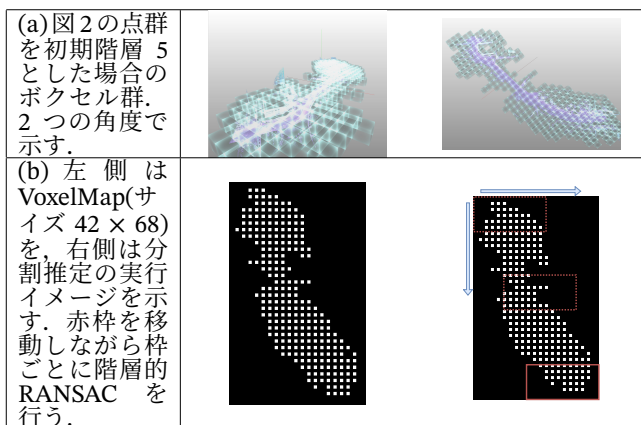 (a)図2の点群
を初期階層 5
とした場合の
ボクセル群.
2 つの角度で
示す.
(b) 左側は
VoxelMap(サ
イズ 42 × 68)
を，右側は分
割推定の実行
イメージを示
す．赤枠を移
動しながら枠
ごとに階層的
RANSAC を
行う.